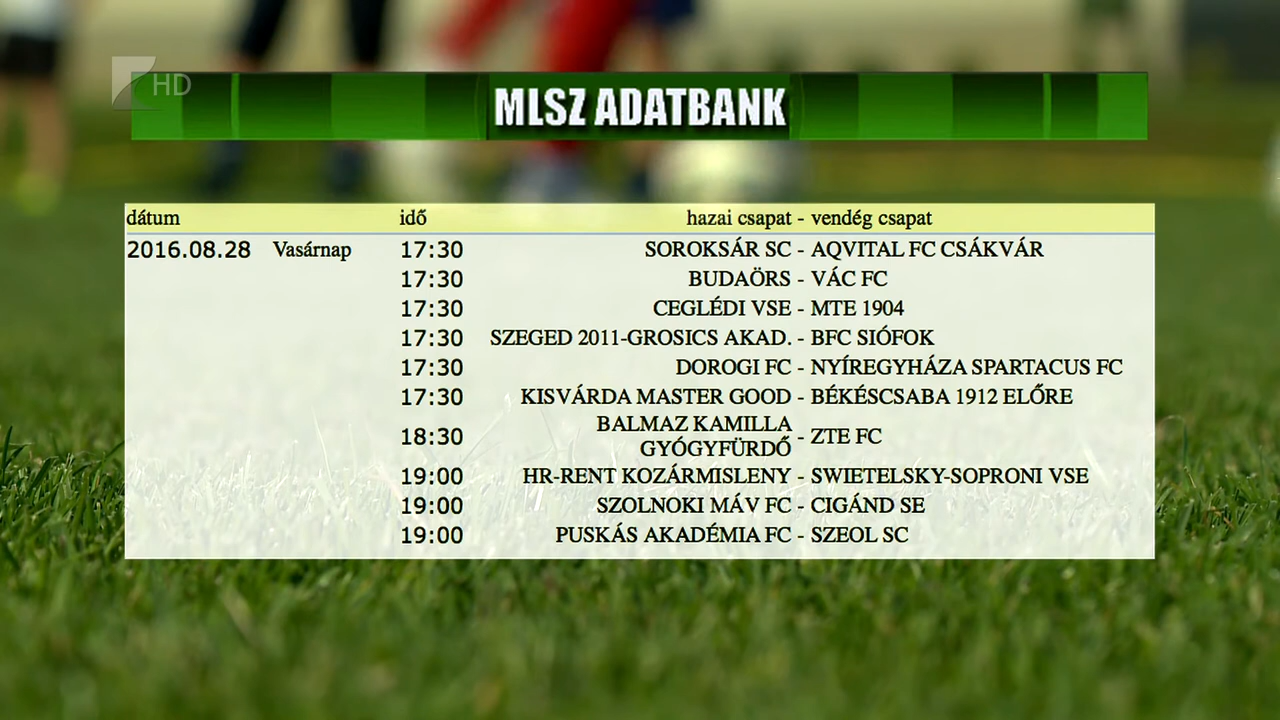 HD
MLSZ ADATBANK
dátum idő hazai csapat - vendég csapat
2016.08.28 Vasárnap 17:30 SOROKSÁR SC - AQVITAL FC CSÁKVÁR
17:30 BUDAÖRS - VÁC FC
17:30 CEGLÉDI VSE - MTE 1904
17:30 SZEGED 2011-GROSICS AKAD. - BFC SIÓFOK
17:30 DOROGI FC - NYÍREGYHÁZA SPARTACUS FC
17:30 KISVÁRDA MASTER GOOD - BÉKÉSCSABA 1912 ELŐRE
18:30 BALMAZ KAMILLA
GYÓGYFÜRDŐ - ZTE FC
19:00 HR-RENT KOZÁRMISLENY - SWIETELSKY-SOPRONI VSE
19:00 SZOLNOKI MÁV FC - CIGÁND SE
19:00 PUSKÁS AKADÉMIA FC - SZEOL SC